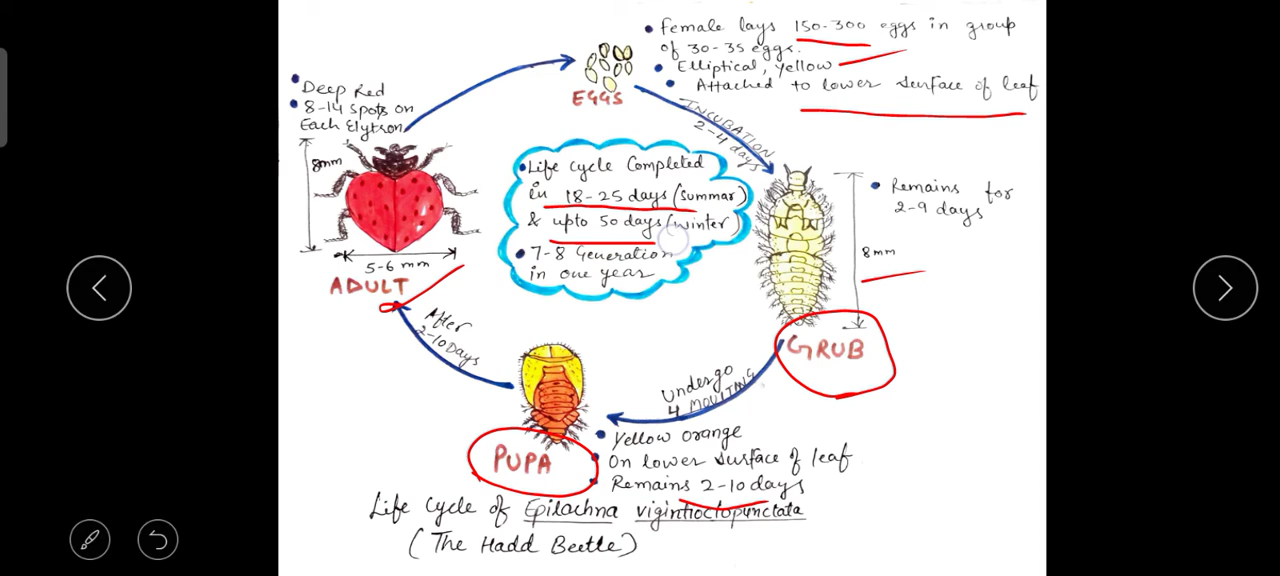 • Female lays 150-300 eggs in group
of 30-35 eggs.
• Elliptical, yellow
• Attached to lower surface of leaf
EGGS
• Deep Red
• 8-14 spots on
Each Elytron
8mm
5-6 mm
ADULT
INCUBATION
2-4 days
• Life cycle Completed
in 18-25 days (summar)
& upto 50 days (winter)
• 7-8 Generation
in one year
• Remains for
2-9 days
8mm
GRUB
After
2-10 Days
Undergo
4 MOULTING
PUPA
• Yellow orange
• On lower surface of leaf
• Remains 2-10 days
Life Cycle of Epilachna vigintioctopunctata
(The Hadd Beetle)